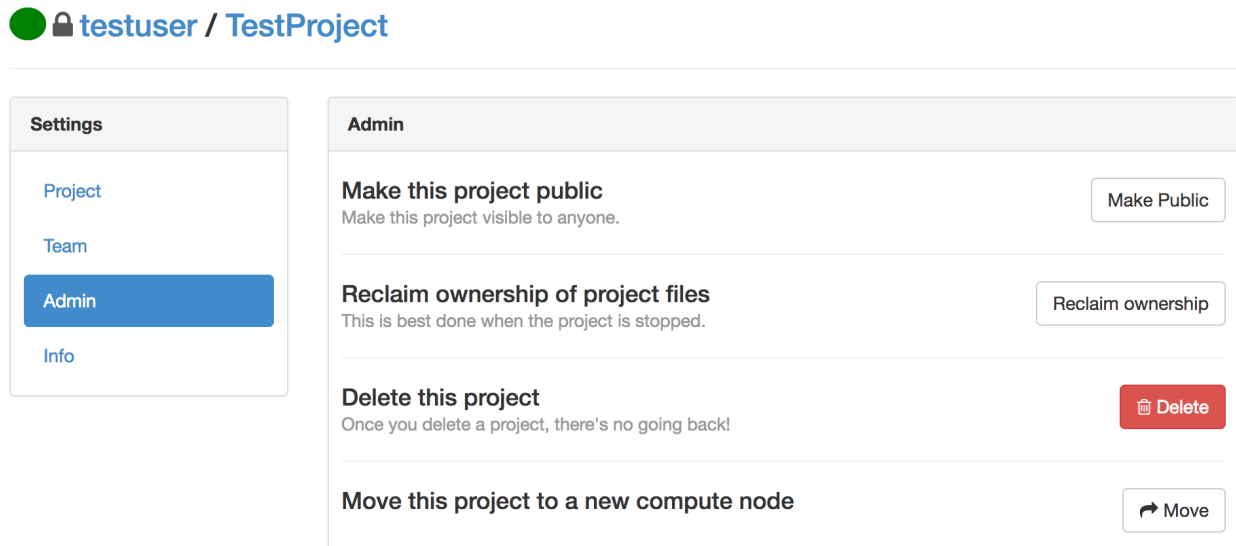 testuser / TestProject
Settings
Project
Team
Admin
Info
Admin
Make this project public
Make this project visible to anyone.
Make Public
Reclaim ownership of project files
This is best done when the project is stopped.
Reclaim ownership
Delete this project
Once you delete a project, there's no going back!
Delete
Move this project to a new compute node
Move